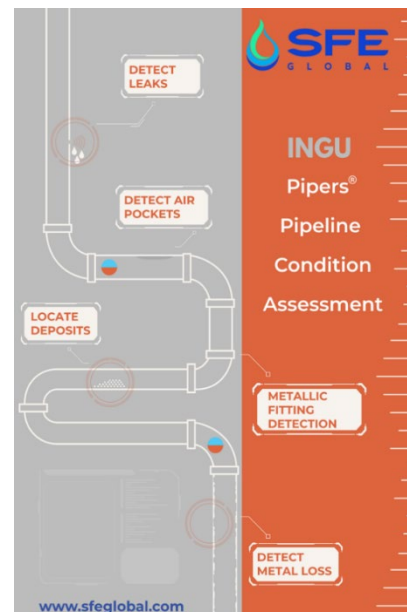 SFE
GLOBAL
DETECT
LEAKS
INGU
Pipers®
Pipeline
Condition
Assessment
DETECT AIR
POCKETS
LOCATE
DEPOSITS
METALLIC
FITTING
DETECTION
DETECT
METAL LOSS
www.sfeglobal.com